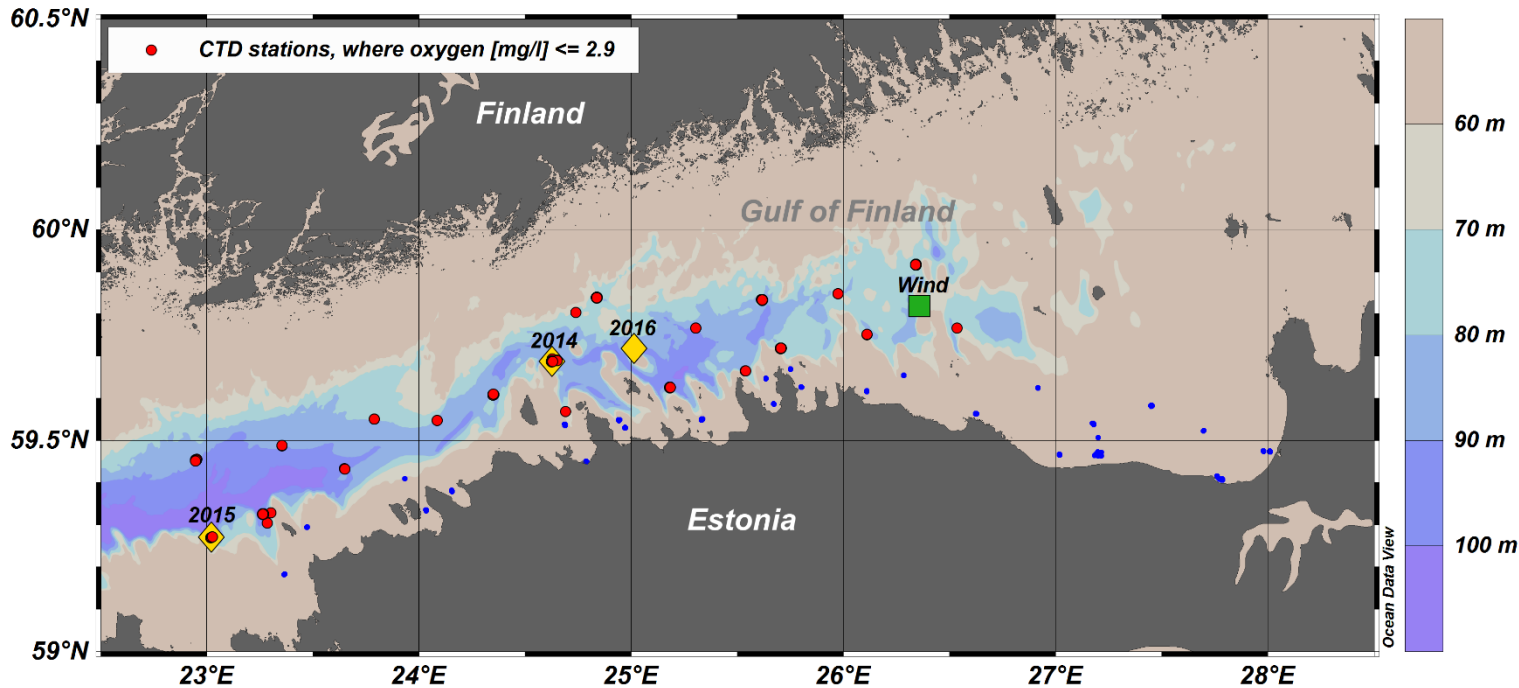 60.5°N
CTD stations, where oxygen [mg/l] <= 2.9
Finland
60 m
Gulf of Finland
60°N
70 m
Wind
2016
2014
80 m
59.5°N
90 m
2015
Estonia
100 m
Ocean Data View
59°N
23°E
24°E
25°E
26°E
27°E
28°E